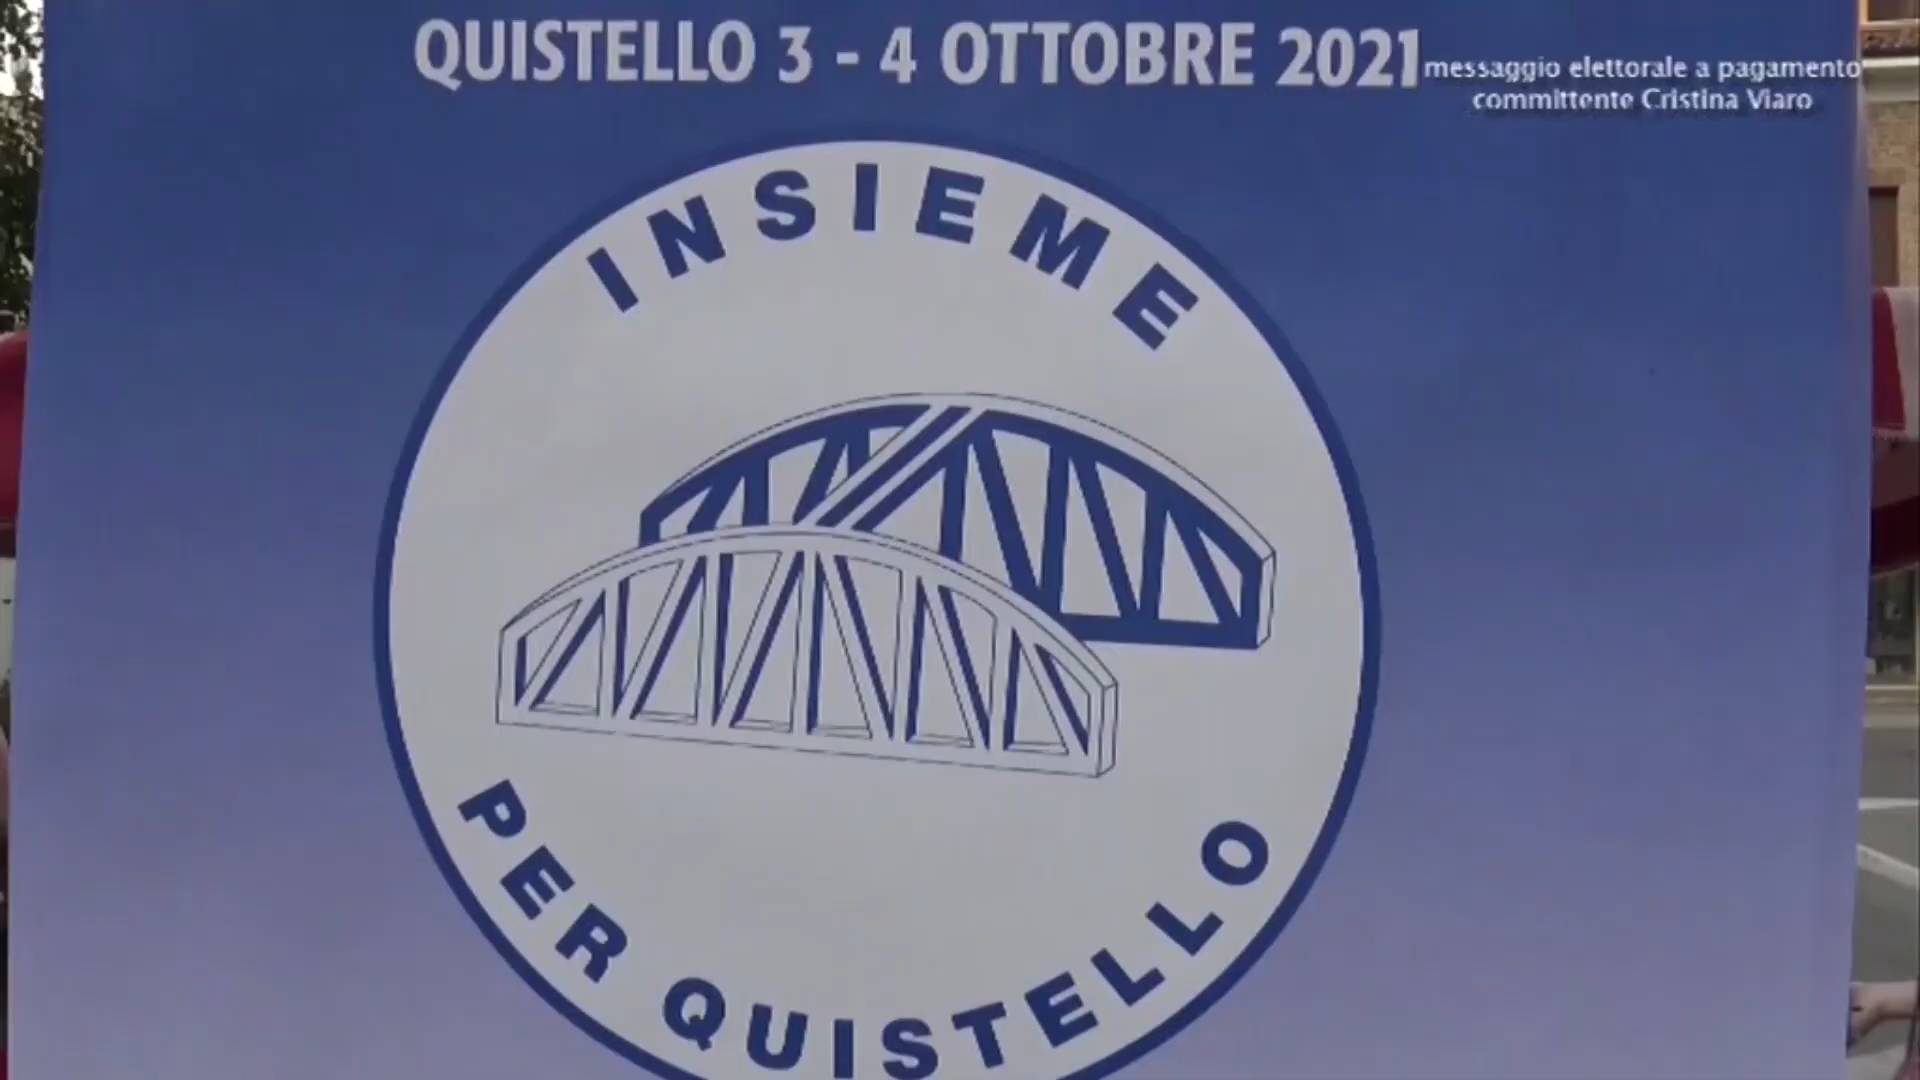 QUISTELLO 3 - 4 OTTOBRE 2021
messaggio elettorale a pagamento
committente Cristina Viaro
INSIEME
PER QUISTELLO